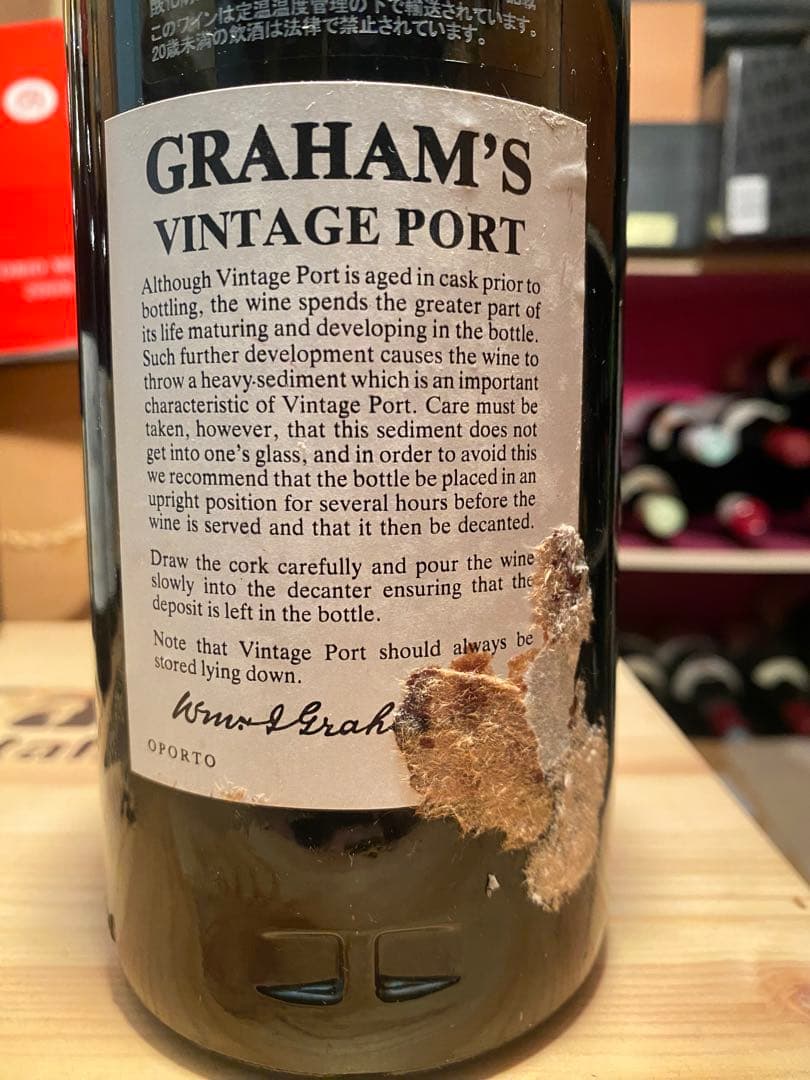 このワインは定温温度管理の下で輸送されています。
20歳未満の飲酒は法律で禁止されています。
GRAHAM'S
VINTAGE PORT
Although Vintage Port is aged in cask prior to
bottling, the wine spends the greater part of
its life maturing and developing in the bottle.
Such further development causes the wine to
throw a heavy-sediment which is an important
characteristic of Vintage Port. Care must be
taken, however, that this sediment does not
get into one's glass, and in order to avoid this
we recommend that the bottle be placed in an
upright position for several hours before the
wine is served and that it then be decanted.
Draw the cork carefully and pour the wine
slowly into the decanter ensuring that the
deposit is left in the bottle.
Note that Vintage Port should always be
stored lying down.
Wm & J Grah
OPORTO